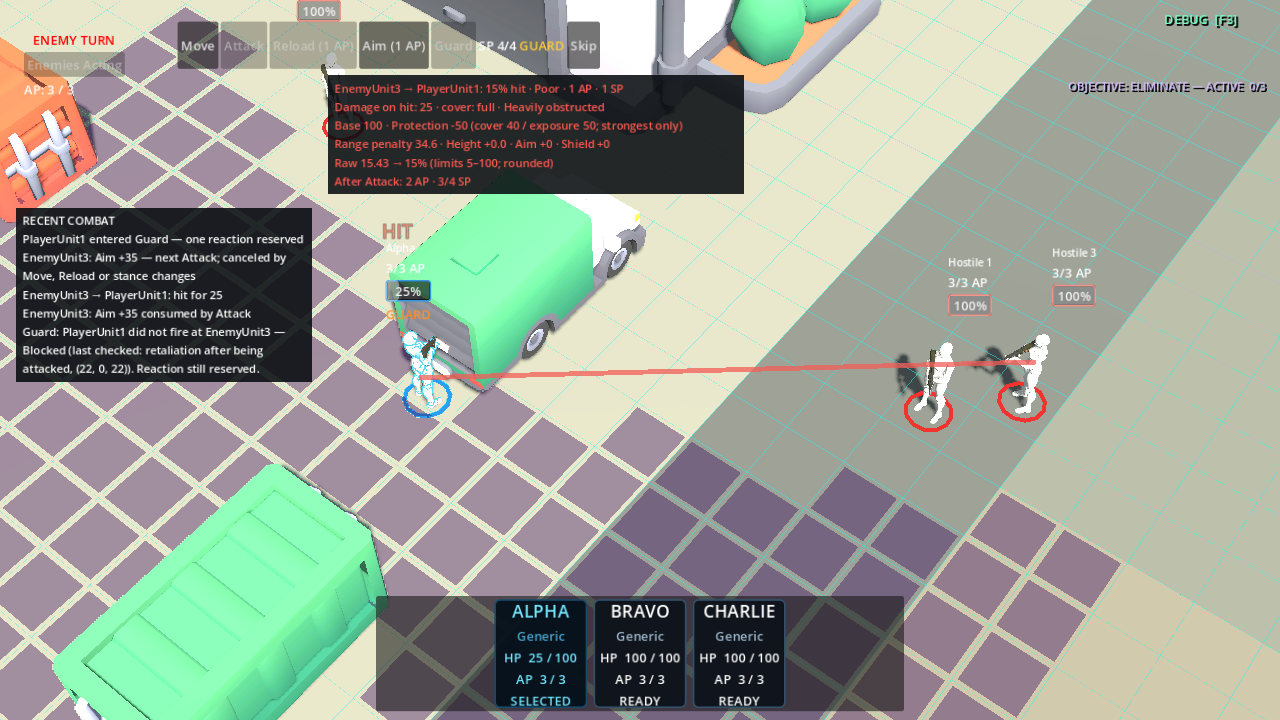 100%
DEBUG [F3]
ENEMY TURN
Move Attack Reload (1 AP) Aim (1 AP) Guard SP 4/4 GUARD Skip
Enemies Acting
AP: 3 / 3
OBJECTIVE: ELIMINATE — ACTIVE 0/3
EnemyUnit3 → PlayerUnit1: 15% hit · Poor · 1 AP · 1 SP
Damage on hit: 25 · cover: full · Heavily obstructed
Base 100 · Protection -50 (cover 40 / exposure 50; strongest only)
Range penalty 34.6 · Height +0.0 · Aim +0 · Shield +0
Raw 15.43 → 15% (limits 5–100; rounded)
After Attack: 2 AP · 3/4 SP
RECENT COMBAT
PlayerUnit1 entered Guard — one reaction reserved
EnemyUnit3: Aim +35 — next Attack; canceled by
Move, Reload or stance changes
EnemyUnit3 → PlayerUnit1: hit for 25
EnemyUnit3: Aim +35 consumed by Attack
Guard: PlayerUnit1 did not fire at EnemyUnit3 —
Blocked (last checked: retaliation after being
attacked, (22, 0, 22)). Reaction still reserved.
HIT
Alpha
3/3 AP
25%
GUARD
Hostile 1
3/3 AP
100%
Hostile 3
3/3 AP
100%
ALPHA
Generic
HP 25 / 100
AP 3 / 3
SELECTED
BRAVO
Generic
HP 100 / 100
AP 3 / 3
READY
CHARLIE
Generic
HP 100 / 100
AP 3 / 3
READY